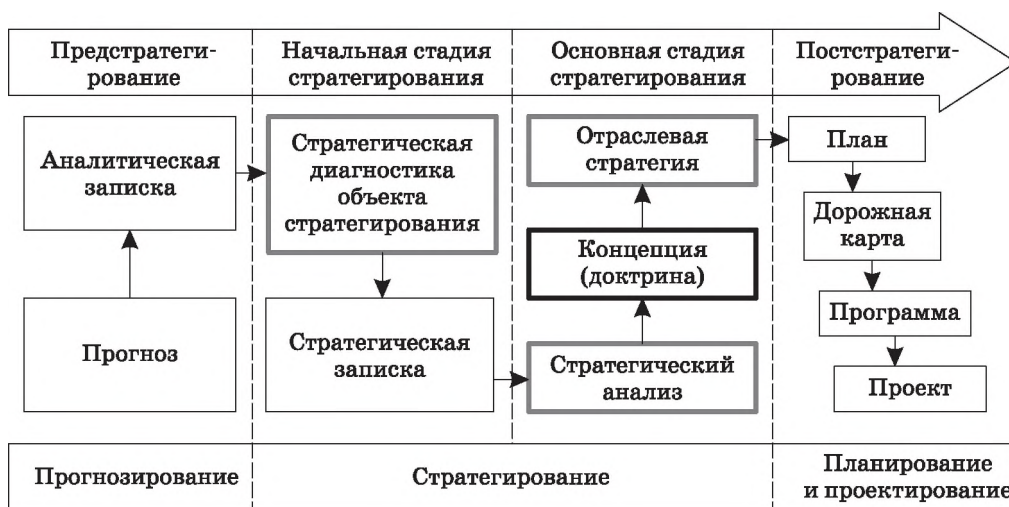 Предстратеги-
рование
Начальная стадия
стратегирования
Основная стадия
стратегирования
Постстратеги-
рование
Аналитическая
записка
Прогноз
Стратегическая
диагностика
объекта
стратегирования
Стратегическая
записка
Отраслевая
стратегия
Концепция
(доктрина)
Стратегический
анализ
План
Дорожная
карта
Программа
Проект
Прогнозирование
Стратегирование
Планирование
и проектирование